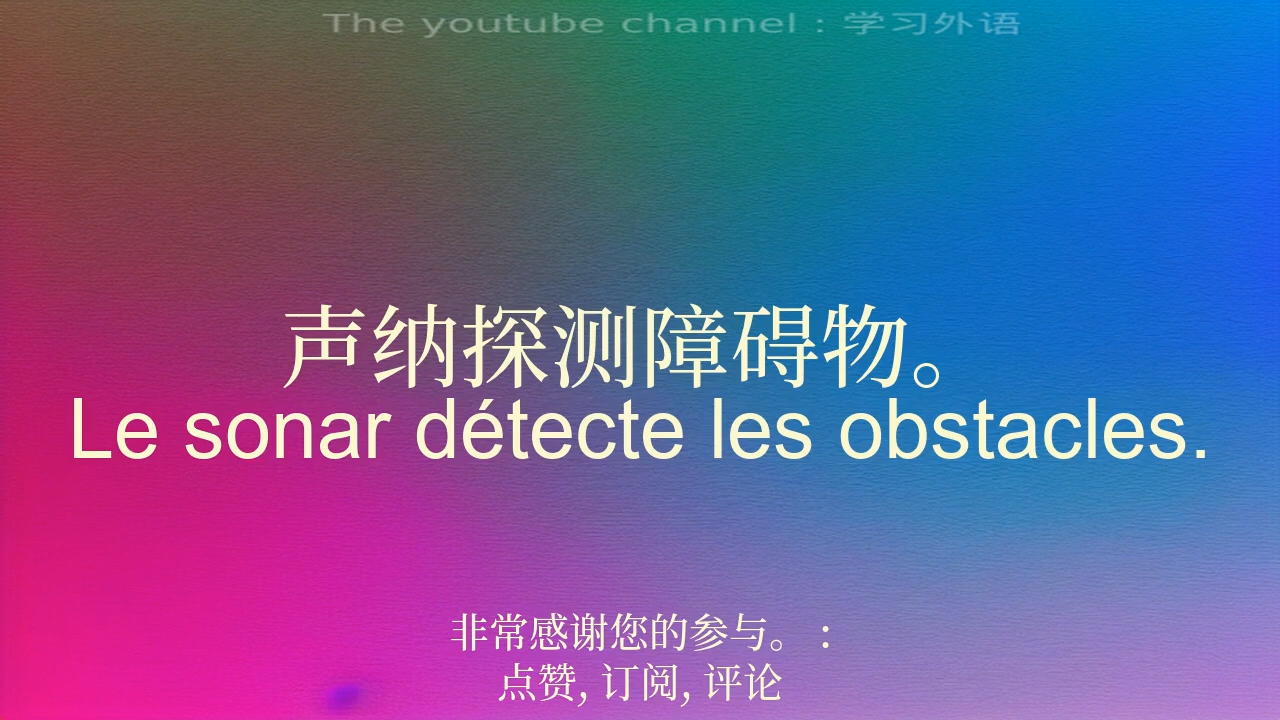 The youtube channel : 学习外语
声纳探测障碍物。
Le sonar détecte les obstacles.
非常感谢您的参与。 :
点赞, 订阅, 评论